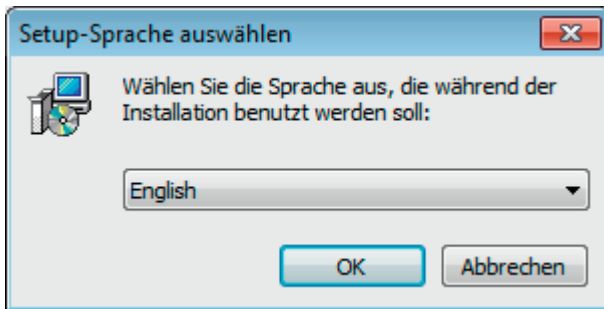 Setup-Sprache auswählen
Wählen Sie die Sprache aus, die während der
Installation benutzt werden soll:
English
OK Abbrechen